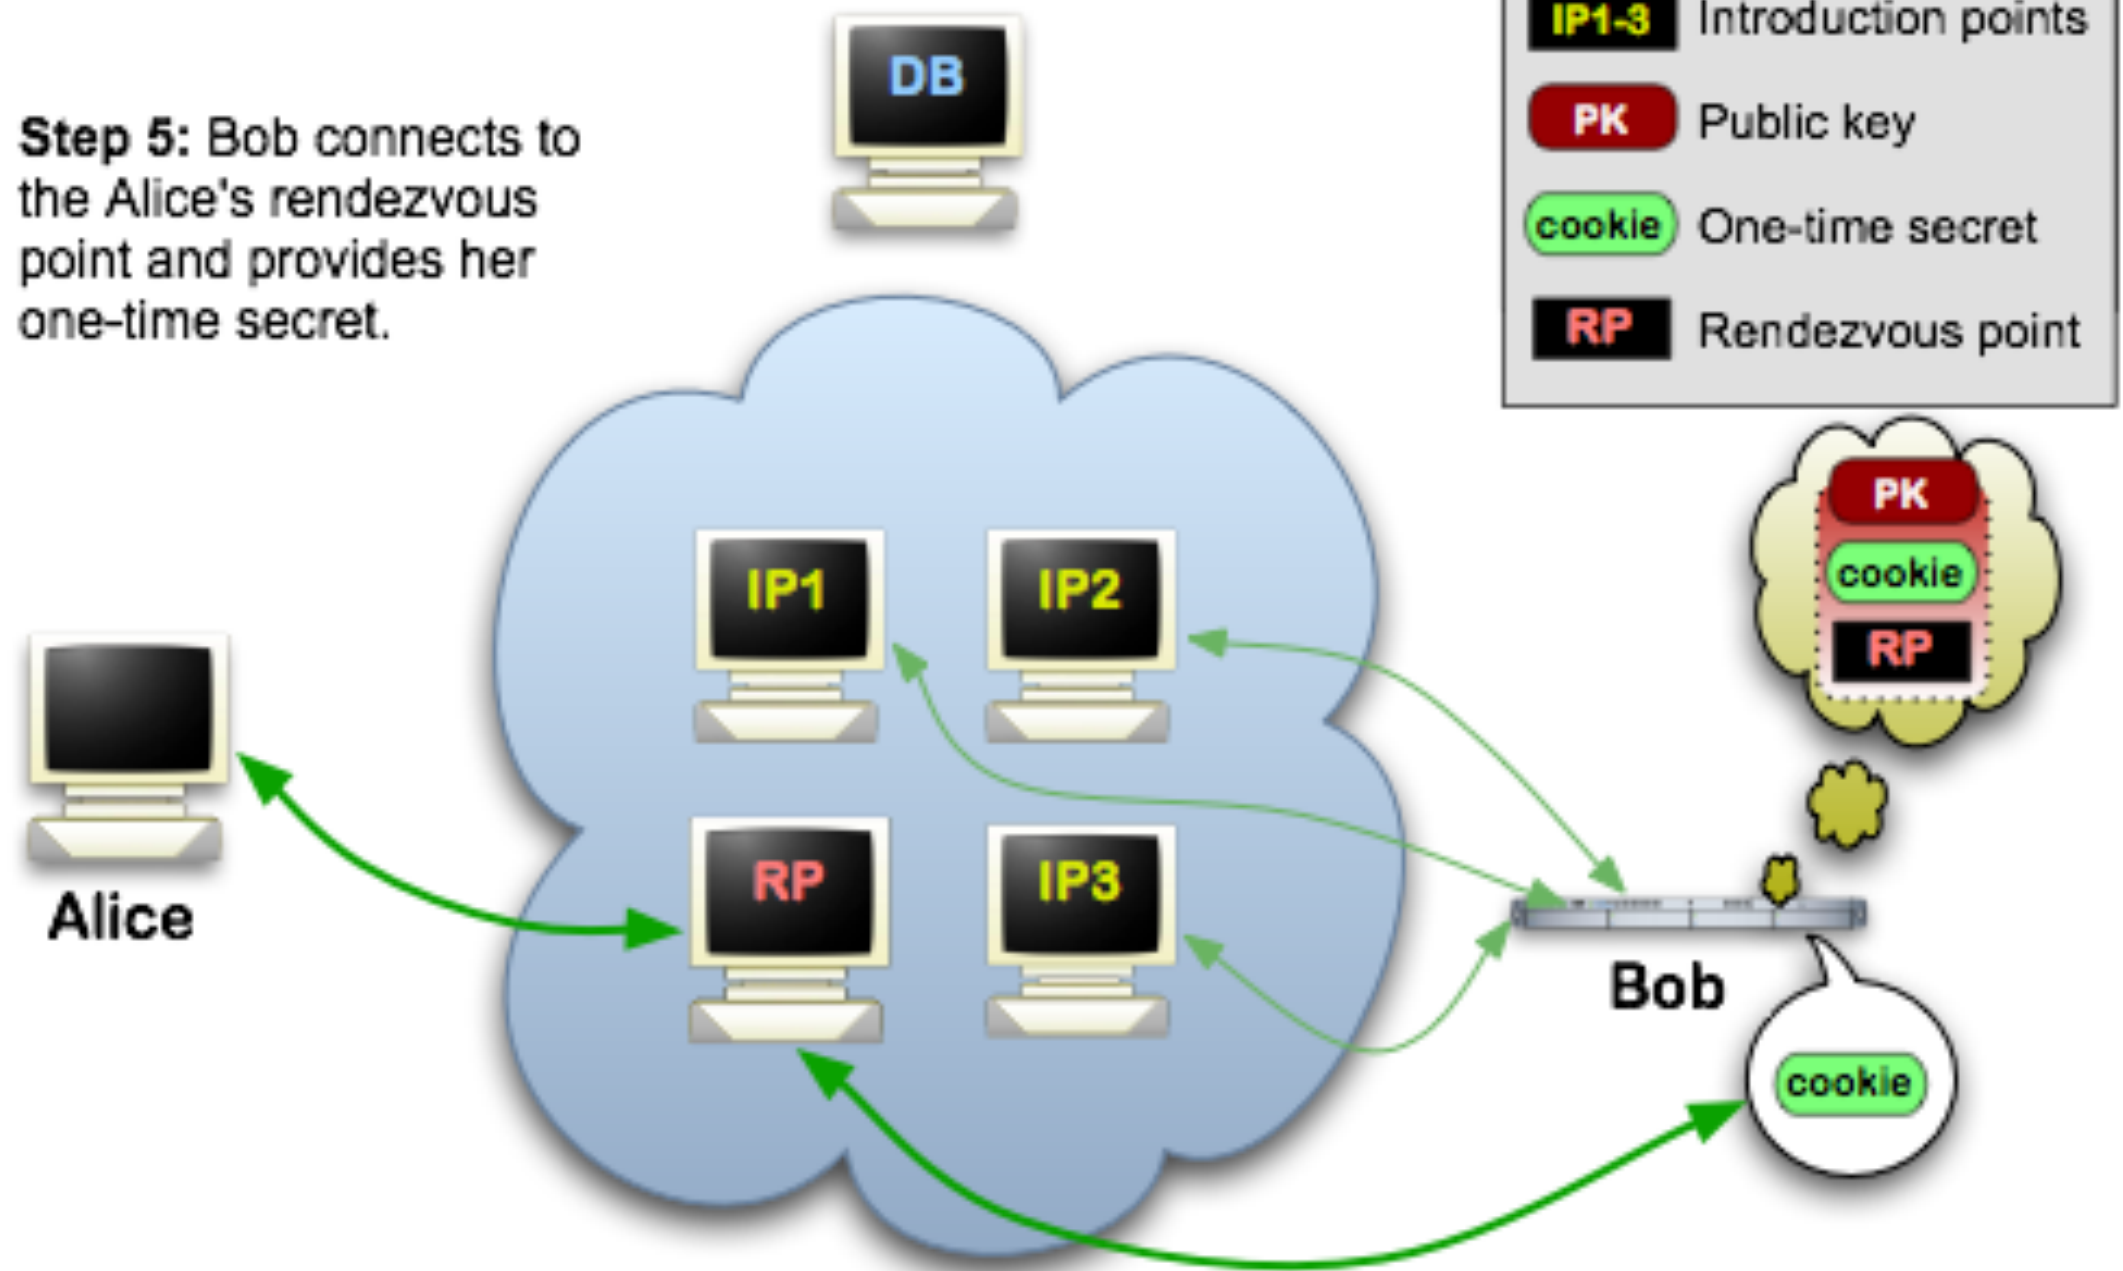 Step 5: Bob connects to
the Alice's rendezvous
point and provides her
one-time secret.
DB
IP1-3 Introduction points
PK Public key
cookie One-time secret
RP Rendezvous point
PK
cookie
RP
IP1
IP2
RP
IP3
Alice
Bob
cookie